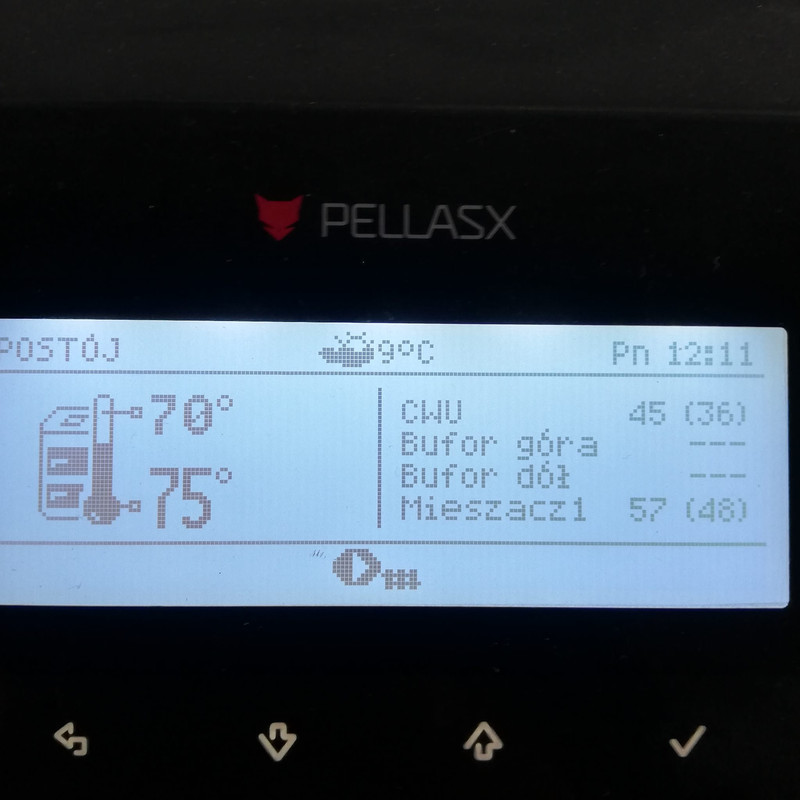 PELLASX
POSTÓJ 9°C Pn 12:11
70°
75°
CWU 45 (36)
Bufor góra ---
Bufor dół ---
Mieszacz1 57 (48)